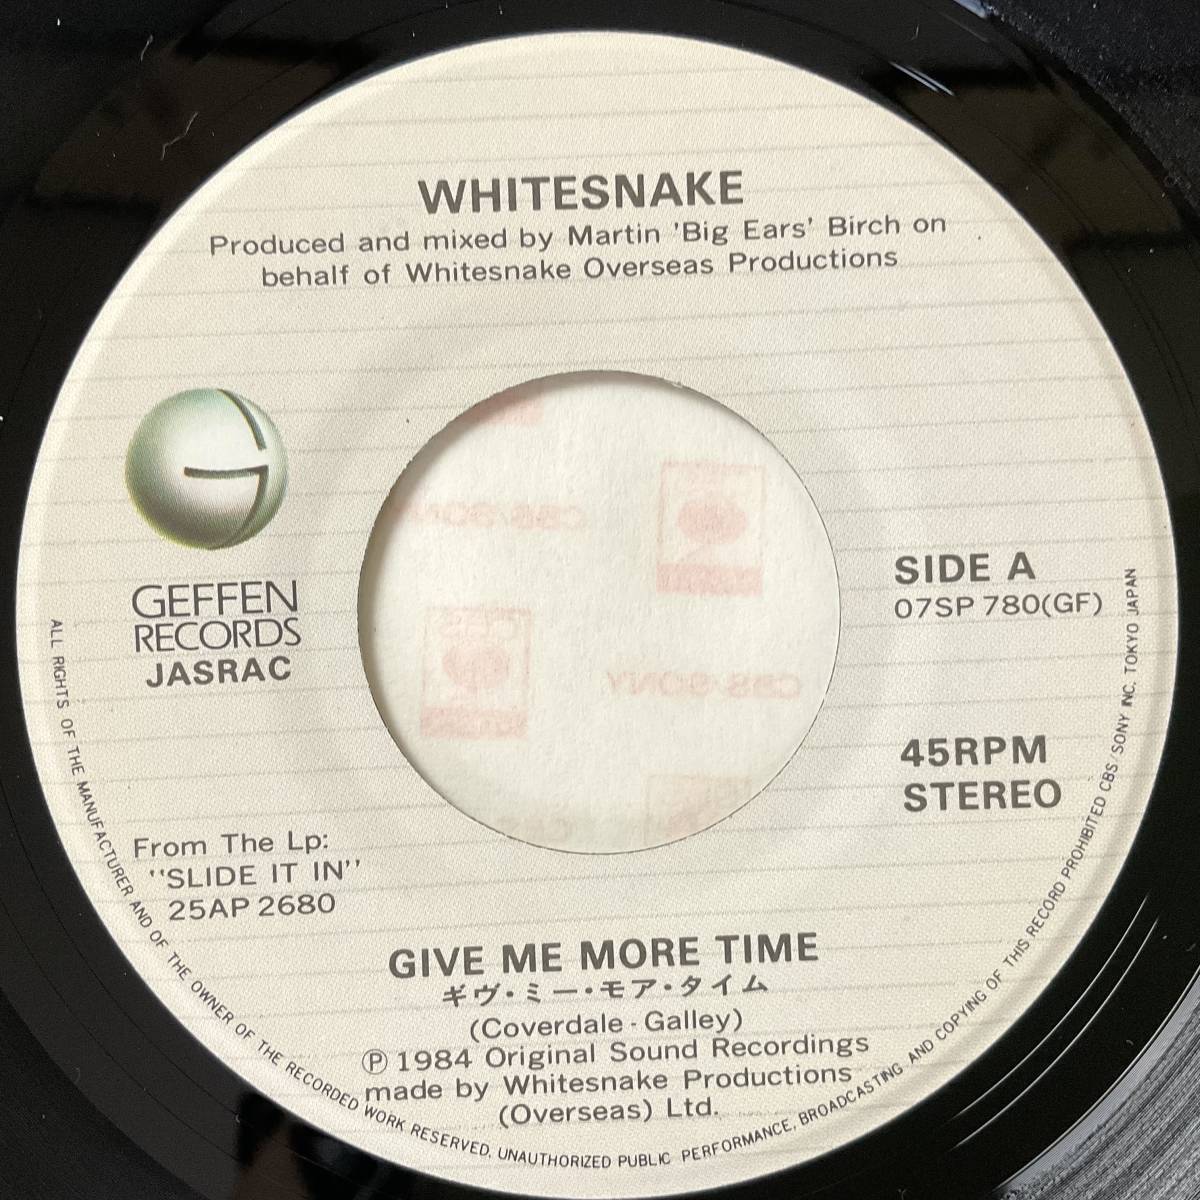 WHITESNAKE
Produced and mixed by Martin 'Big Ears' Birch on
behalf of Whitesnake Overseas Productions
GEFFEN
RECORDS
JASRAC
SIDE A
07SP 780(GF)
45RPM
STEREO
CBS/SONY
CBS/SONY
From The Lp:
"SLIDE IT IN"
25AP 2680
GIVE ME MORE TIME
ギヴ・ミー・モア・タイム
(Coverdale - Galley)
Ⓟ 1984 Original Sound Recordings
made by Whitesnake Productions
(Overseas) Ltd.
ALL RIGHTS OF THE MANUFACTURER AND OF THE OWNER OF THE RECORDED WORK RESERVED, UNAUTHORIZED PUBLIC PERFORMANCE, BROADCASTING AND COPYING OF THIS RECORD PROHIBITED CBS/SONY INC. TOKYO JAPAN